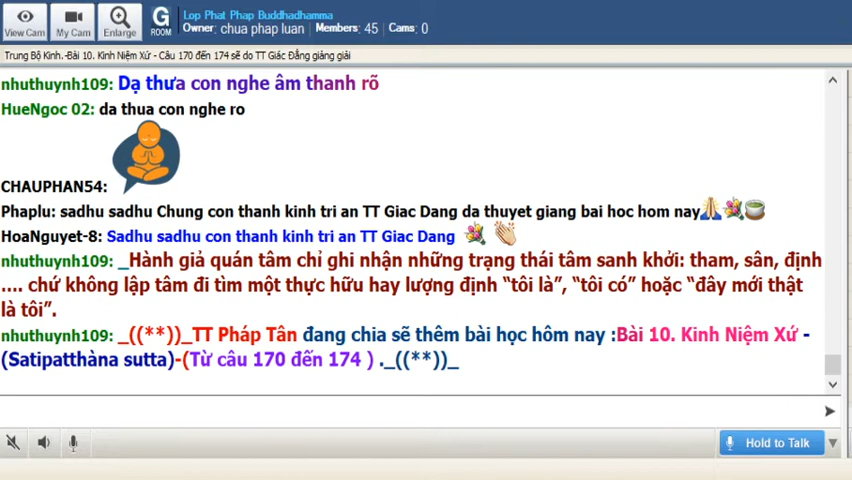 View Cam
My Cam
Enlarge
G
ROOM
Lop Phat Phap Buddhadhamma
Owner: chua phap luan Members: 45 Cams: 0
Trung Bộ Kinh.-Bài 10. Kinh Niệm Xứ - Câu 170 đến 174 sẽ do TT Giác Đẳng giảng giải
nhuthuynh109: Dạ thưa con nghe âm thanh rõ
HueNgoc 02: da thua con nghe ro
CHAUPHAN54:
Phaplu: sadhu sadhu Chung con thanh kinh tri an TT Giac Dang da thuyet giang bai hoc hom nay🙏💐🍵
HoaNguyet-8: Sadhu sadhu con thanh kinh tri an TT Giac Dang 💐 👏
nhuthuynh109: _Hành giả quán tâm chỉ ghi nhận những trạng thái tâm sanh khởi: tham, sân, định
.... chứ không lập tâm đi tìm một thực hữu hay lượng định “tôi là”, “tôi có” hoặc “đây mới thật
là tôi”.
nhuthuynh109: _((**))_TT Pháp Tân đang chia sẽ thêm bài học hôm nay :Bài 10. Kinh Niệm Xứ -
(Satipatthàna sutta)-(Từ câu 170 đến 174 ) ._((**))_
Hold to Talk